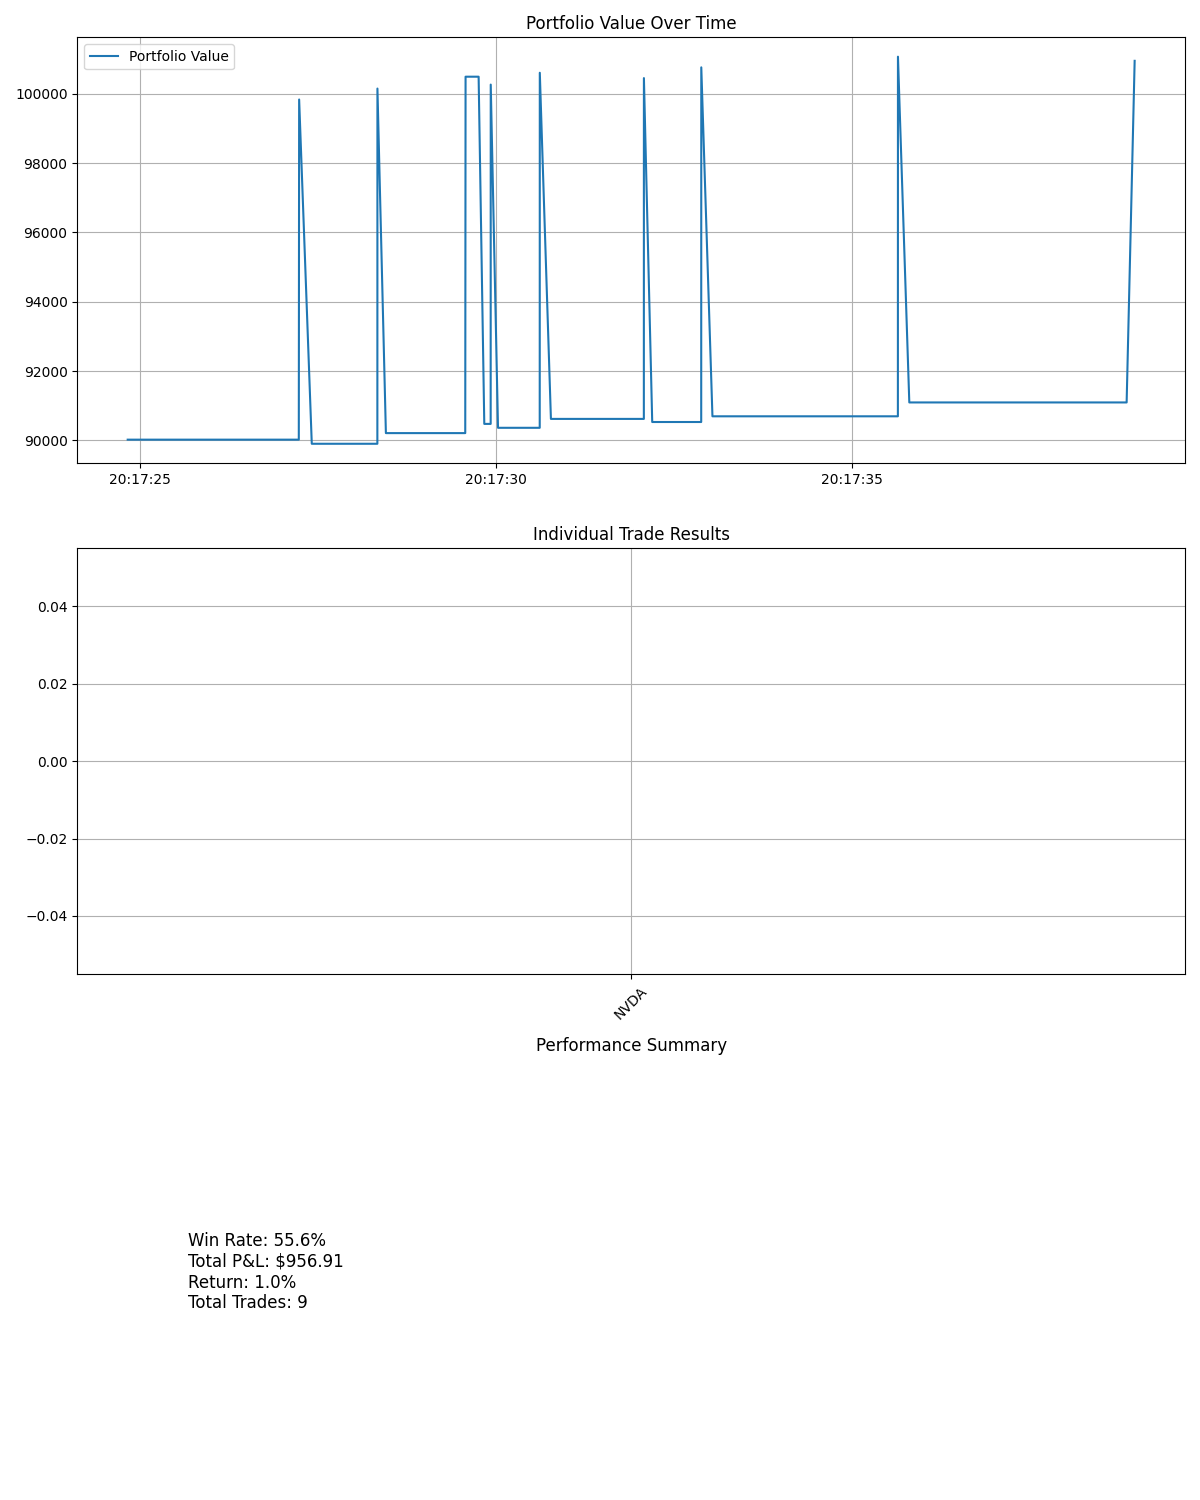 Portfolio Value Over Time
Portfolio Value
100000
98000
96000
94000
92000
90000
20:17:25
20:17:30
20:17:35
Individual Trade Results
0.04
0.02
0.00
−0.02
−0.04
NVDA
Performance Summary
Win Rate: 55.6%
Total P&L: $956.91
Return: 1.0%
Total Trades: 9